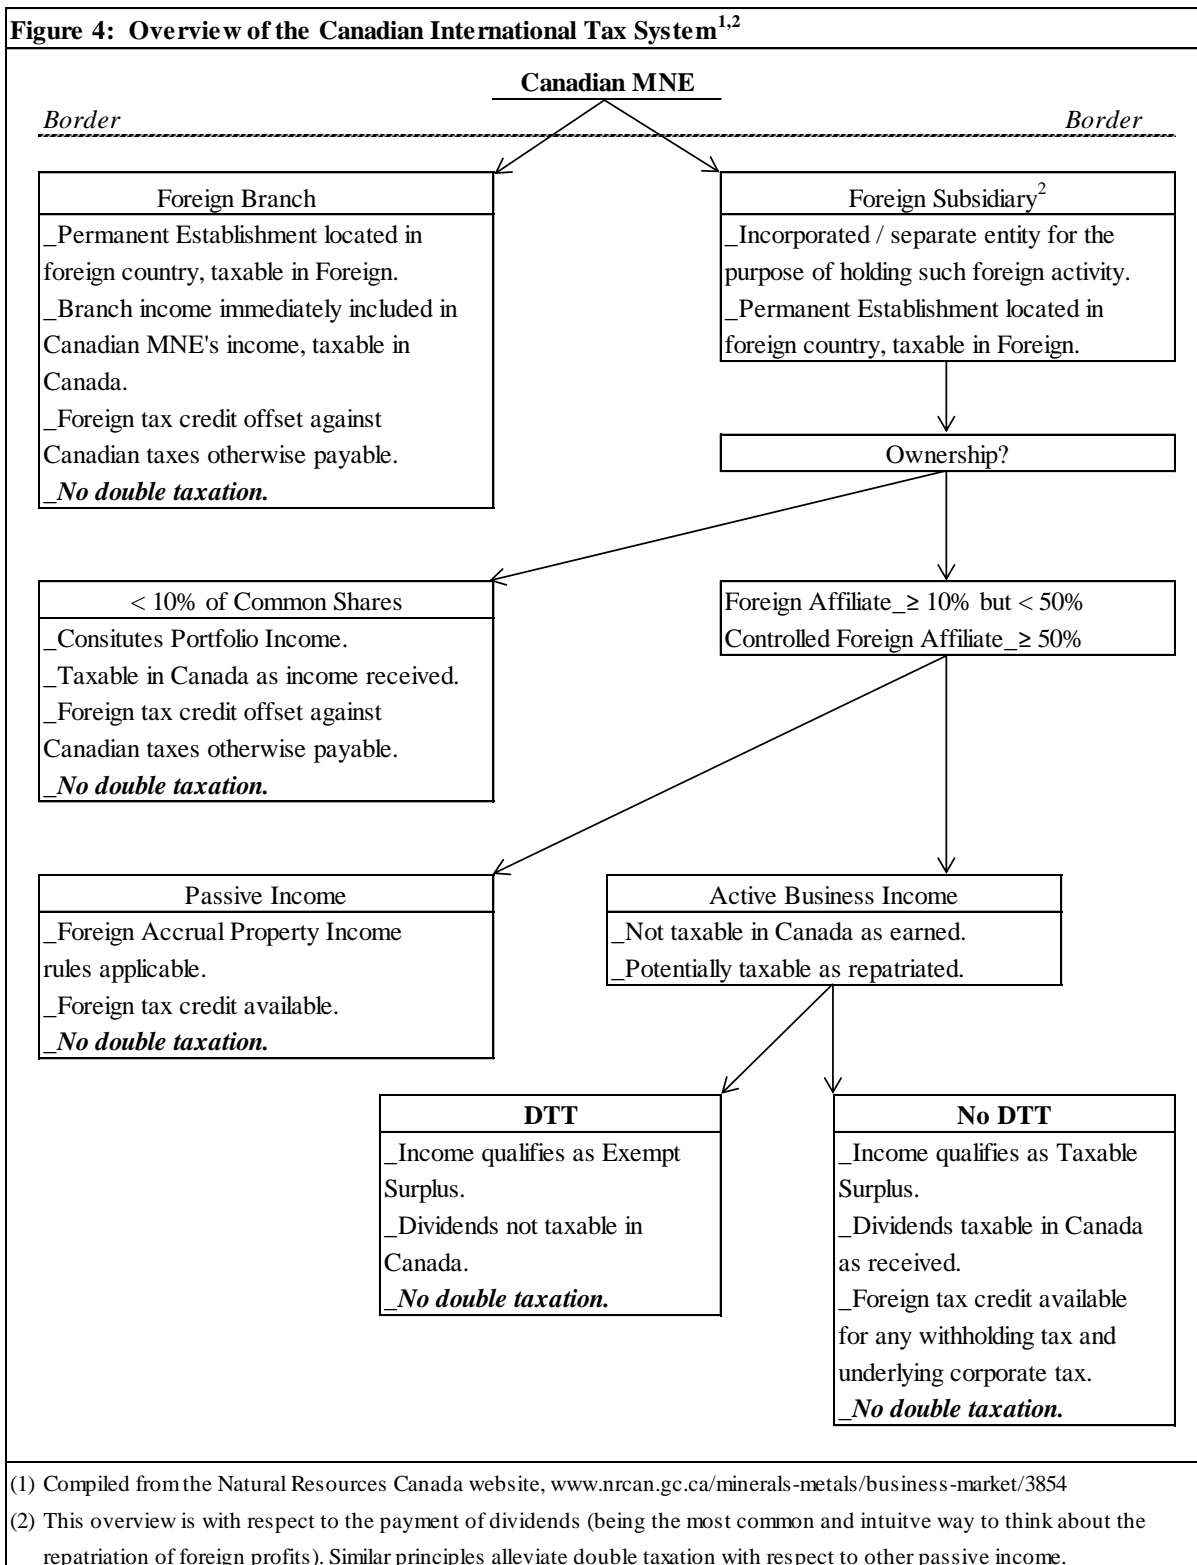 Figure 4: Overview of the Canadian International Tax System1,2
Canadian MNE
Border
Border
Foreign Branch
_Permanent Establishment located in
foreign country, taxable in Foreign.
_Branch income immediately included in
Canadian MNE's income, taxable in
Canada.
_Foreign tax credit offset against
Canadian taxes otherwise payable.
_No double taxation.
Foreign Subsidiary2
_Incorporated / separate entity for the
purpose of holding such foreign activity.
_Permanent Establishment located in
foreign country, taxable in Foreign.
Ownership?
< 10% of Common Shares
_Consitutes Portfolio Income.
_Taxable in Canada as income received.
_Foreign tax credit offset against
Canadian taxes otherwise payable.
_No double taxation.
Foreign Affiliate_≥ 10% but < 50%
Controlled Foreign Affiliate_≥ 50%
Passive Income
_Foreign Accrual Property Income
rules applicable.
_Foreign tax credit available.
_No double taxation.
Active Business Income
_Not taxable in Canada as earned.
_Potentially taxable as repatriated.
DTT
_Income qualifies as Exempt
Surplus.
_Dividends not taxable in
Canada.
_No double taxation.
No DTT
_Income qualifies as Taxable
Surplus.
_Dividends taxable in Canada
as received.
_Foreign tax credit available
for any withholding tax and
underlying corporate tax.
_No double taxation.
(1) Compiled from the Natural Resources Canada website, www.nrcan.gc.ca/minerals-metals/business-market/3854
(2) This overview is with respect to the payment of dividends (being the most common and intuitve way to think about the
repatriation of foreign profits). Similar principles alleviate double taxation with respect to other passive income.